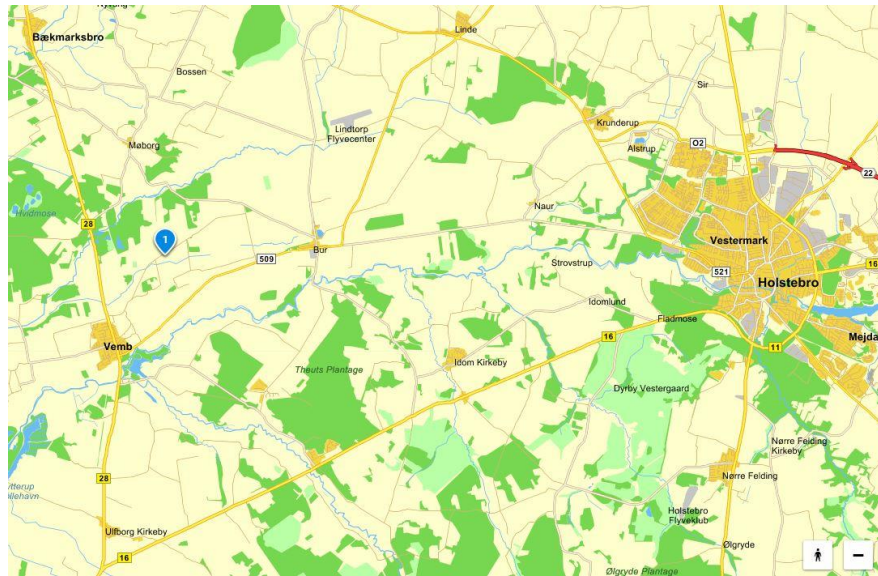 Bækmarksbro
Linde
Bossen
Sir
Lindtorp
Flyvecenter
Krunderup
Møborg
Alstrup
O2
22
Hvidmose
28
1
Naur
Bur
509
Vestermark
Strovstrup
521
16
Holstebro
Idomlund
Fladmose
Vemb
16
11
Mejda
Idom Kirkeby
Theuts Plantage
Dyrby Vestergaard
Nørre Felding
Kirkeby
28
Nørre Felding
Holstebro
Flyveklub
Ulfborg Kirkeby
16
Ølgryde
Ølgryde Plantage